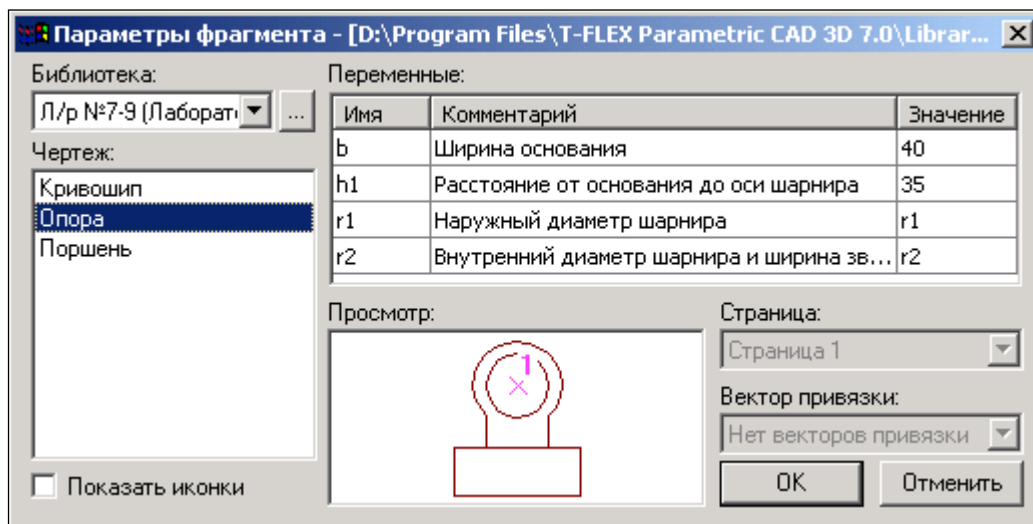 Параметры фрагмента - [D:\Program Files\T-FLEX Parametric CAD 3D 7.0\Librar...
Библиотека:
Л/р №7-9 (Лаборат
...
Чертеж:
Кривошип
Опора
Поршень
Показать иконки
Переменные:
Имя Комментарий Значение
b Ширина основания 40
h1 Расстояние от основания до оси шарнира 35
r1 Наружный диаметр шарнира r1
r2 Внутренний диаметр шарнира и ширина зв... r2
Просмотр:
1
Страница:
Страница 1
Вектор привязки:
Нет векторов привязки
OK Отменить